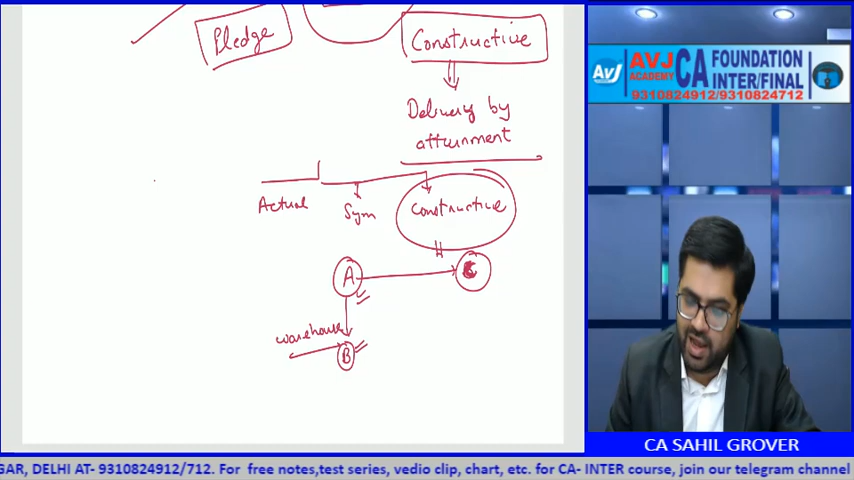 Pledge
Constructive
Delivery by
attornment
Actual
Sym
Constructive
A
C
warehouse
B
AVJ
AVJ
ACADEMY
CA
FOUNDATION
INTER/FINAL
9310824912/9310824712
CA SAHIL GROVER
GAR, DELHI AT- 9310824912/712. For free notes,test series, vedio clip, chart, etc. for CA- INTER course, join our telegram channel